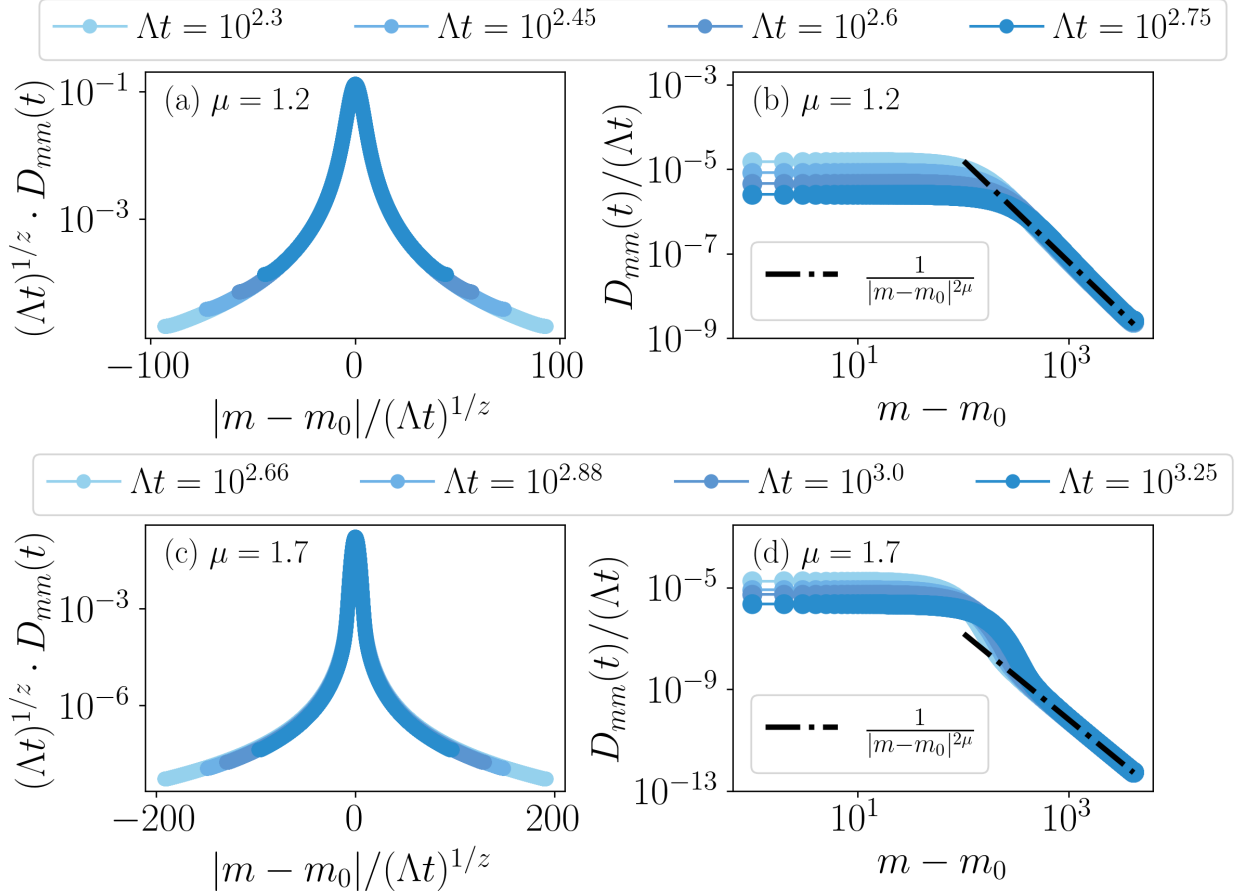 Λt = 10^2.3 Λt = 10^2.45 Λt = 10^2.6 Λt = 10^2.75
(a) μ = 1.2
(Λt)^1/z · D_mm(t)
10^−1
10^−3
−100 0 100
|m − m_0|/(Λt)^1/z
(b) μ = 1.2
D_mm(t)/(Λt)
10^−3
10^−5
10^−7
10^−9
1/|m−m_0|^2μ
10^1 10^3
m − m_0
Λt = 10^2.66 Λt = 10^2.88 Λt = 10^3.0 Λt = 10^3.25
(c) μ = 1.7
(Λt)^1/z · D_mm(t)
10^−3
10^−6
−200 0 200
|m − m_0|/(Λt)^1/z
(d) μ = 1.7
D_mm(t)/(Λt)
10^−5
10^−9
10^−13
1/|m−m_0|^2μ
10^1 10^3
m − m_0